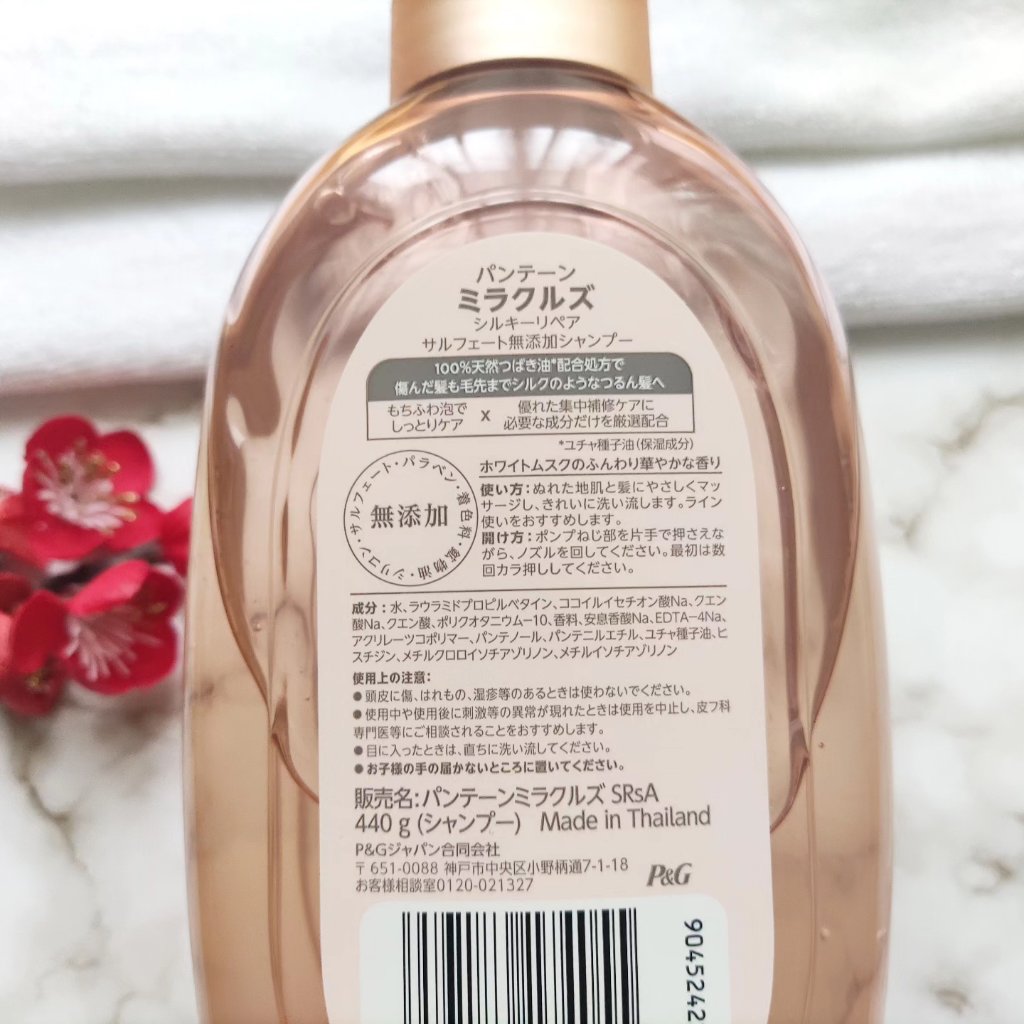 パンテーン
ミラクルズ
シルキーリペア
サルフェート無添加シャンプー
100%天然つばき油*配合処方で
傷んだ髪も毛先までシルクのようなつるん髪へ
もちふわ泡で
しっとりケア
x
優れた集中補修ケアに
必要な成分だけを厳選配合
*ユチャ種子油(保湿成分)
ホワイトムスクのふんわり華やかな香り
サルフェート・パラベン・着色料・鉱物油・シリコン・
無添加
使い方:ぬれた地肌と髪にやさしくマッ
サージし、きれいに洗い流します。ライン
使いをおすすめします。
開け方:ポンプねじ部を片手で押さえな
がら、ノズルを回してください。最初は数
回カラ押ししてください。
成分:水、ラウラミドプロピルベタイン、ココイルイセチオン酸Na、クエン
酸Na、クエン酸、ポリクオタニウム-10、香料、安息香酸Na、EDTA-4Na、
アクリレーツコポリマー、パンテノール、パンテニルエチル、ユチャ種子油、ヒ
スチジン、メチルクロロイソチアゾリノン、メチルイソチアゾリノン
使用上の注意:
●頭皮に傷、はれもの、湿疹等のあるときは使わないでください。
●使用中や使用後に刺激等の異常が現れたときは使用を中止し、皮フ科
専門医等にご相談されることをおすすめします。
●目に入ったときは、直ちに洗い流してください。
●お子様の手の届かないところに置いてください。
販売名:パンテーンミラクルズ SRsA
440 g (シャンプー) Made in Thailand
P&Gジャパン合同会社
〒651-0088 神戸市中央区小野柄通7-1-18
お客様相談室0120-021327
P&G
9045242